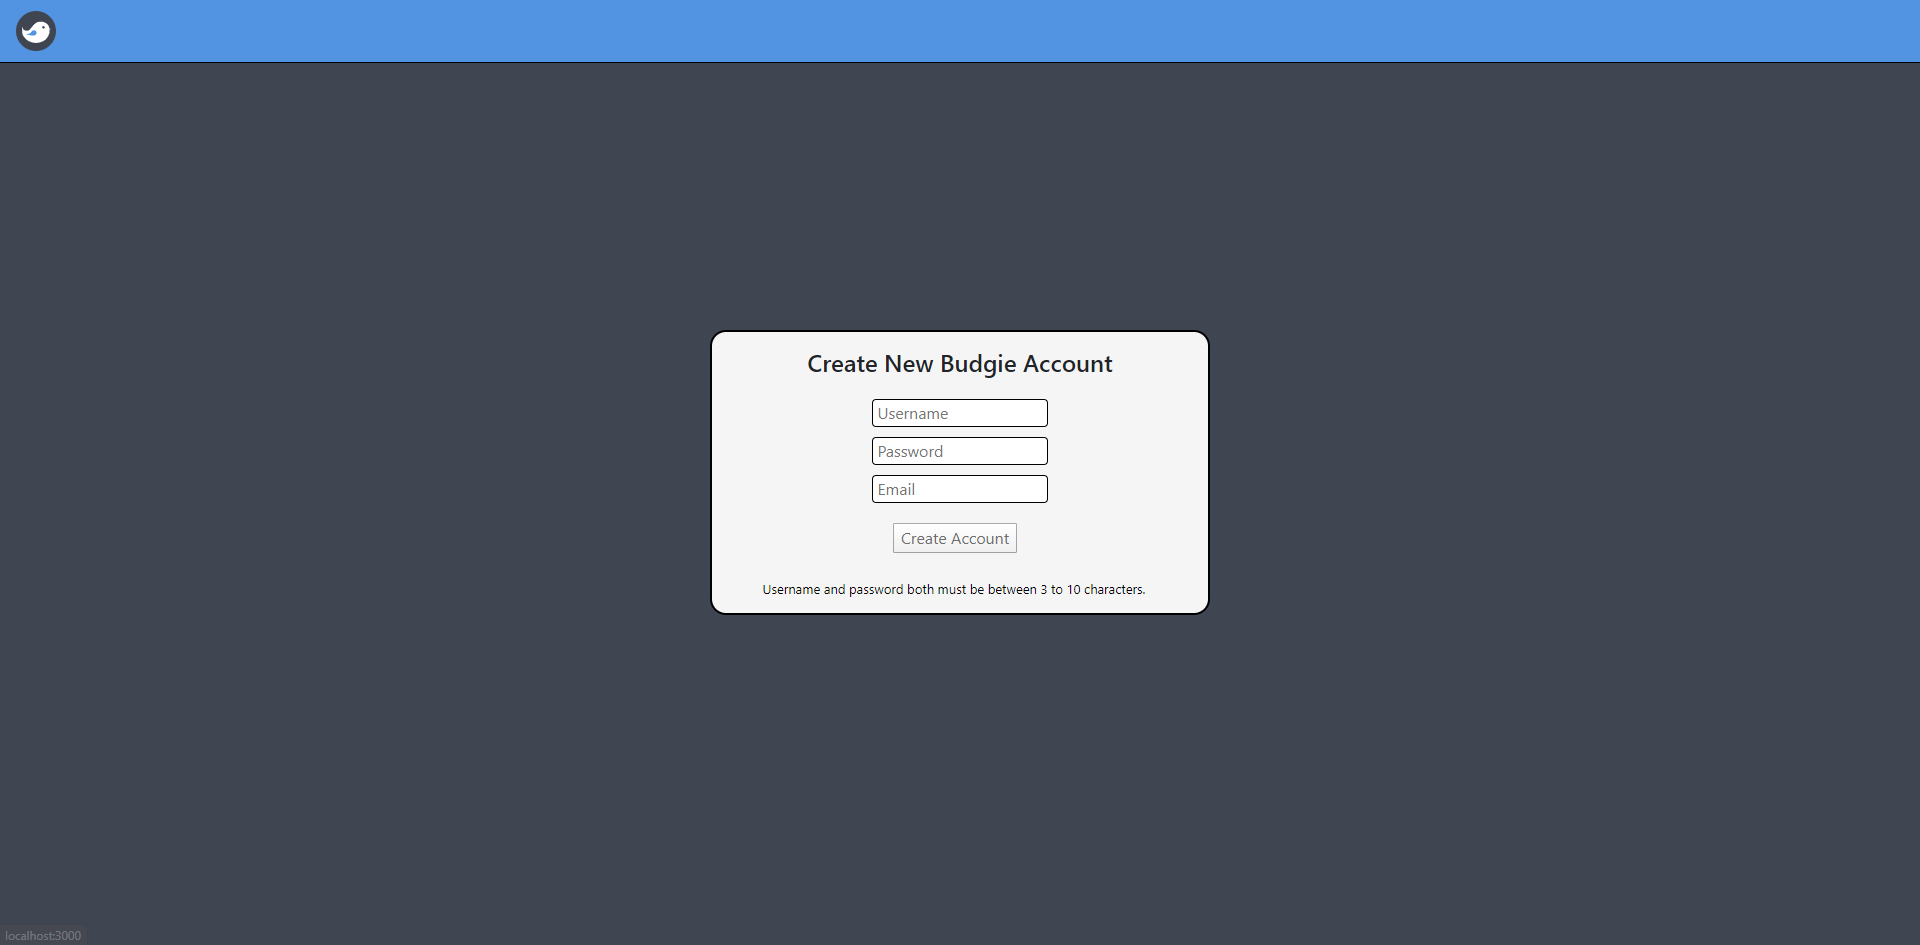 Create New Budgie Account
Username
Password
Email
Create Account
Username and password both must be between 3 to 10 characters.
localhost:3000